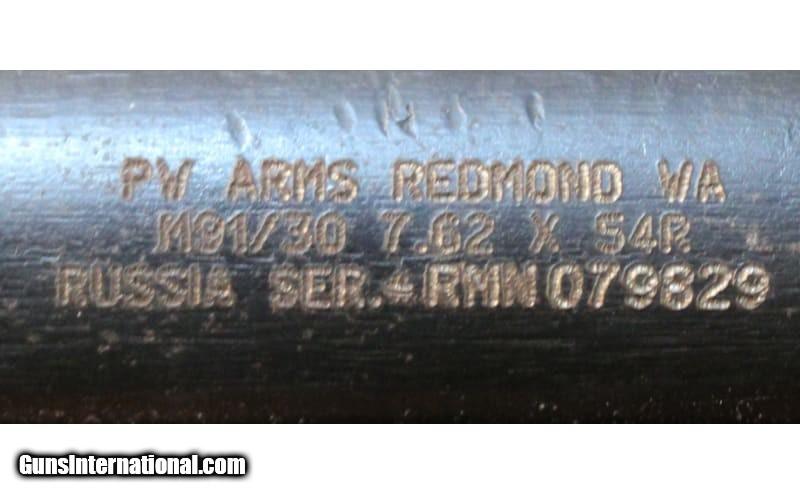 PW ARMS REDMOND WA
M91/30 7.62 X 54R
RUSSIA SER.# RMN079829
GunsInternational.com